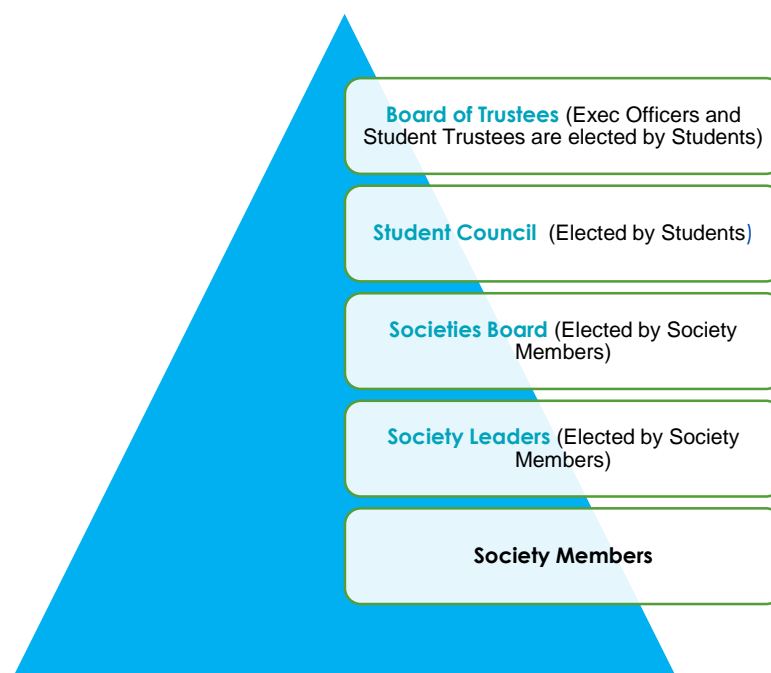 Board of Trustees (Exec Officers and
Student Trustees are elected by Students)
Student Council (Elected by Students)
Societies Board (Elected by Society
Members)
Society Leaders (Elected by Society
Members)
Society Members